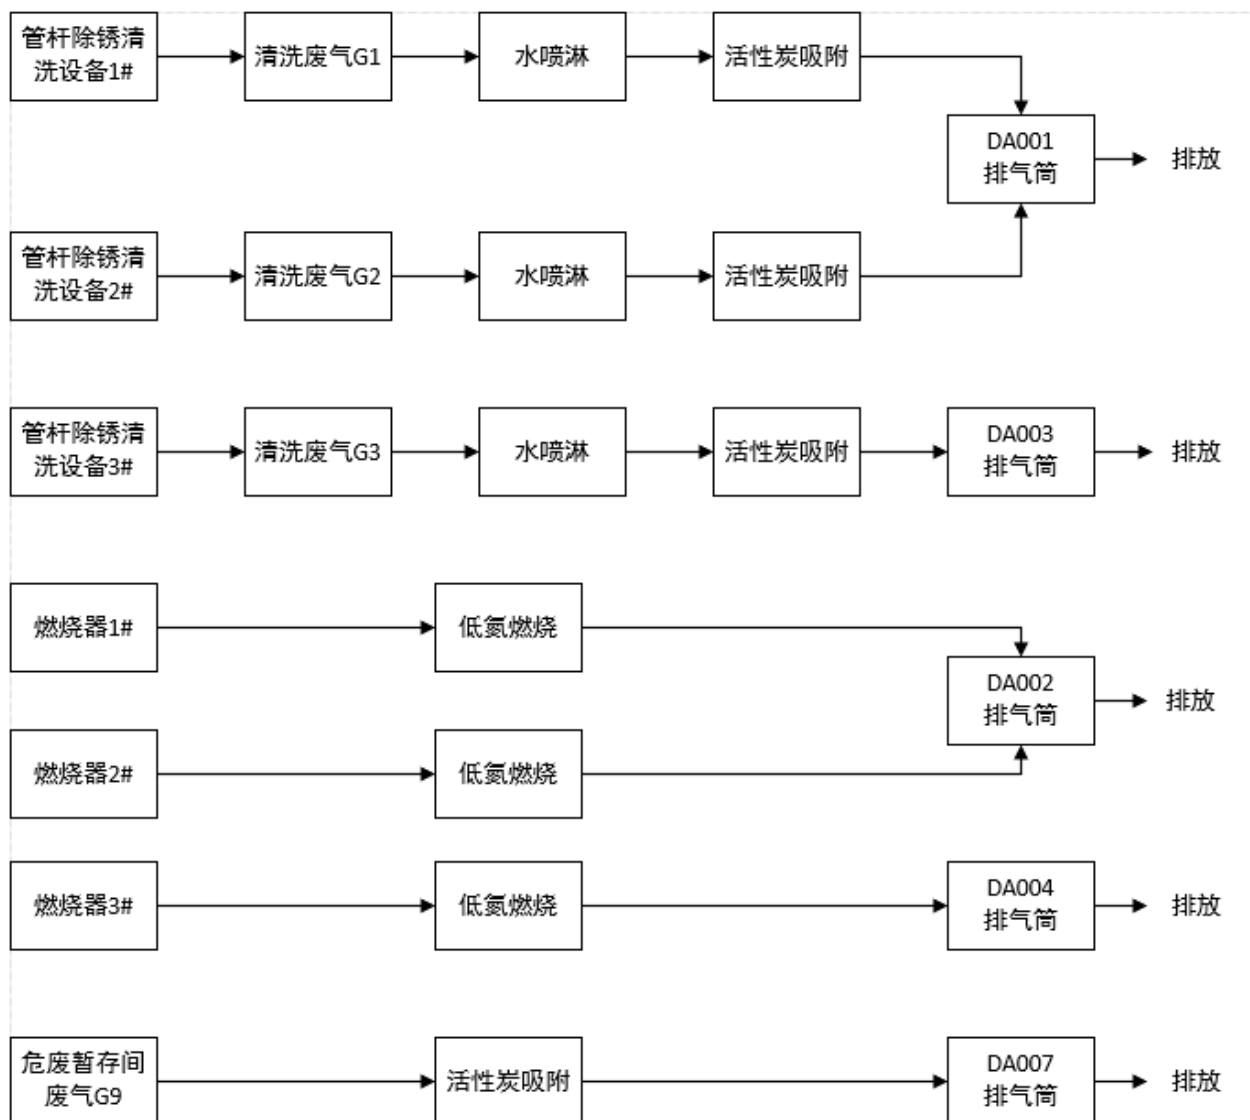 管杆除锈清
洗设备1#
清洗废气G1
水喷淋
活性炭吸附
DA001
排气筒
排放
管杆除锈清
洗设备2#
清洗废气G2
水喷淋
活性炭吸附
管杆除锈清
洗设备3#
清洗废气G3
水喷淋
活性炭吸附
DA003
排气筒
排放
燃烧器1#
低氮燃烧
DA002
排气筒
排放
燃烧器2#
低氮燃烧
燃烧器3#
低氮燃烧
DA004
排气筒
排放
危废暂存间
废气G9
活性炭吸附
DA007
排气筒
排放